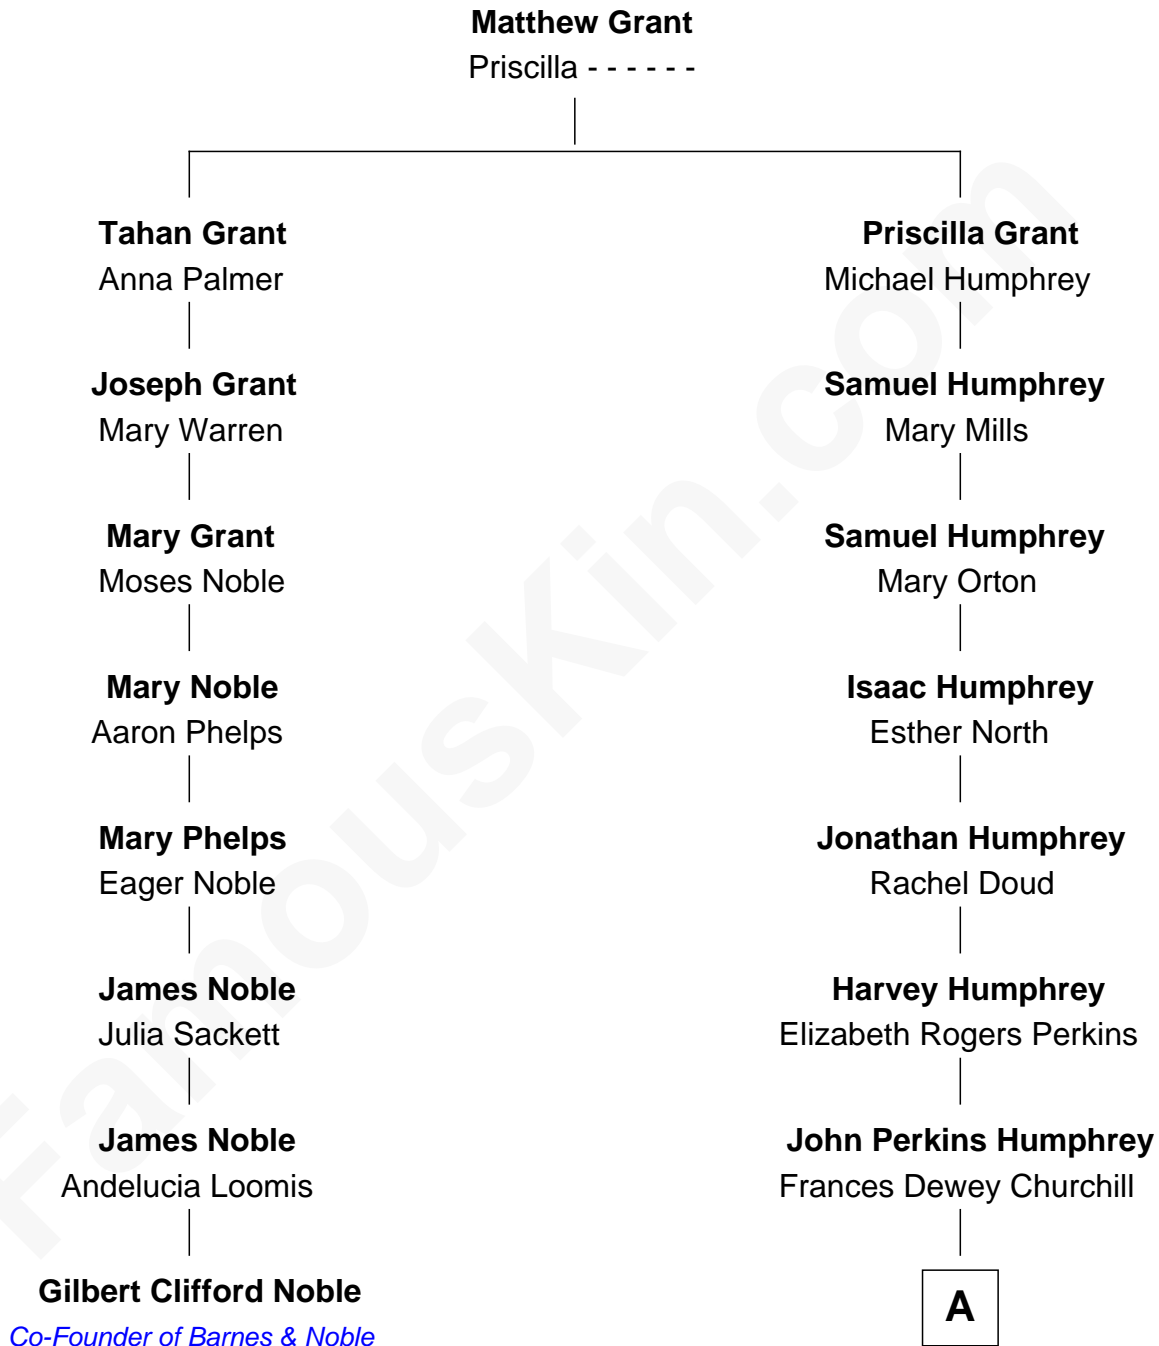 Matthew Grant
Priscilla - - - - - -
Tahan Grant
Anna Palmer
Priscilla Grant
Michael Humphrey
Joseph Grant
Mary Warren
Samuel Humphrey
Mary Mills
Mary Grant
Moses Noble
Samuel Humphrey
Mary Orton
Mary Noble
Aaron Phelps
Isaac Humphrey
Esther North
Mary Phelps
Eager Noble
Jonathan Humphrey
Rachel Doud
James Noble
Julia Sackett
Harvey Humphrey
Elizabeth Rogers Perkins
James Noble
Andelucia Loomis
John Perkins Humphrey
Frances Dewey Churchill
Gilbert Clifford Noble
Co-Founder of Barnes & Noble
A
FamousKin.com